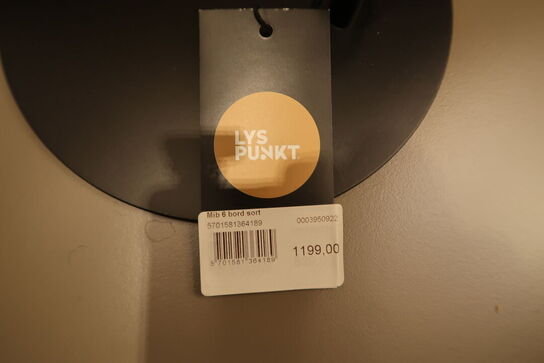 LYS
PUNKT
Mib 6 bord sort
5701581364189 0003950922
1199,00
5 701581 364189